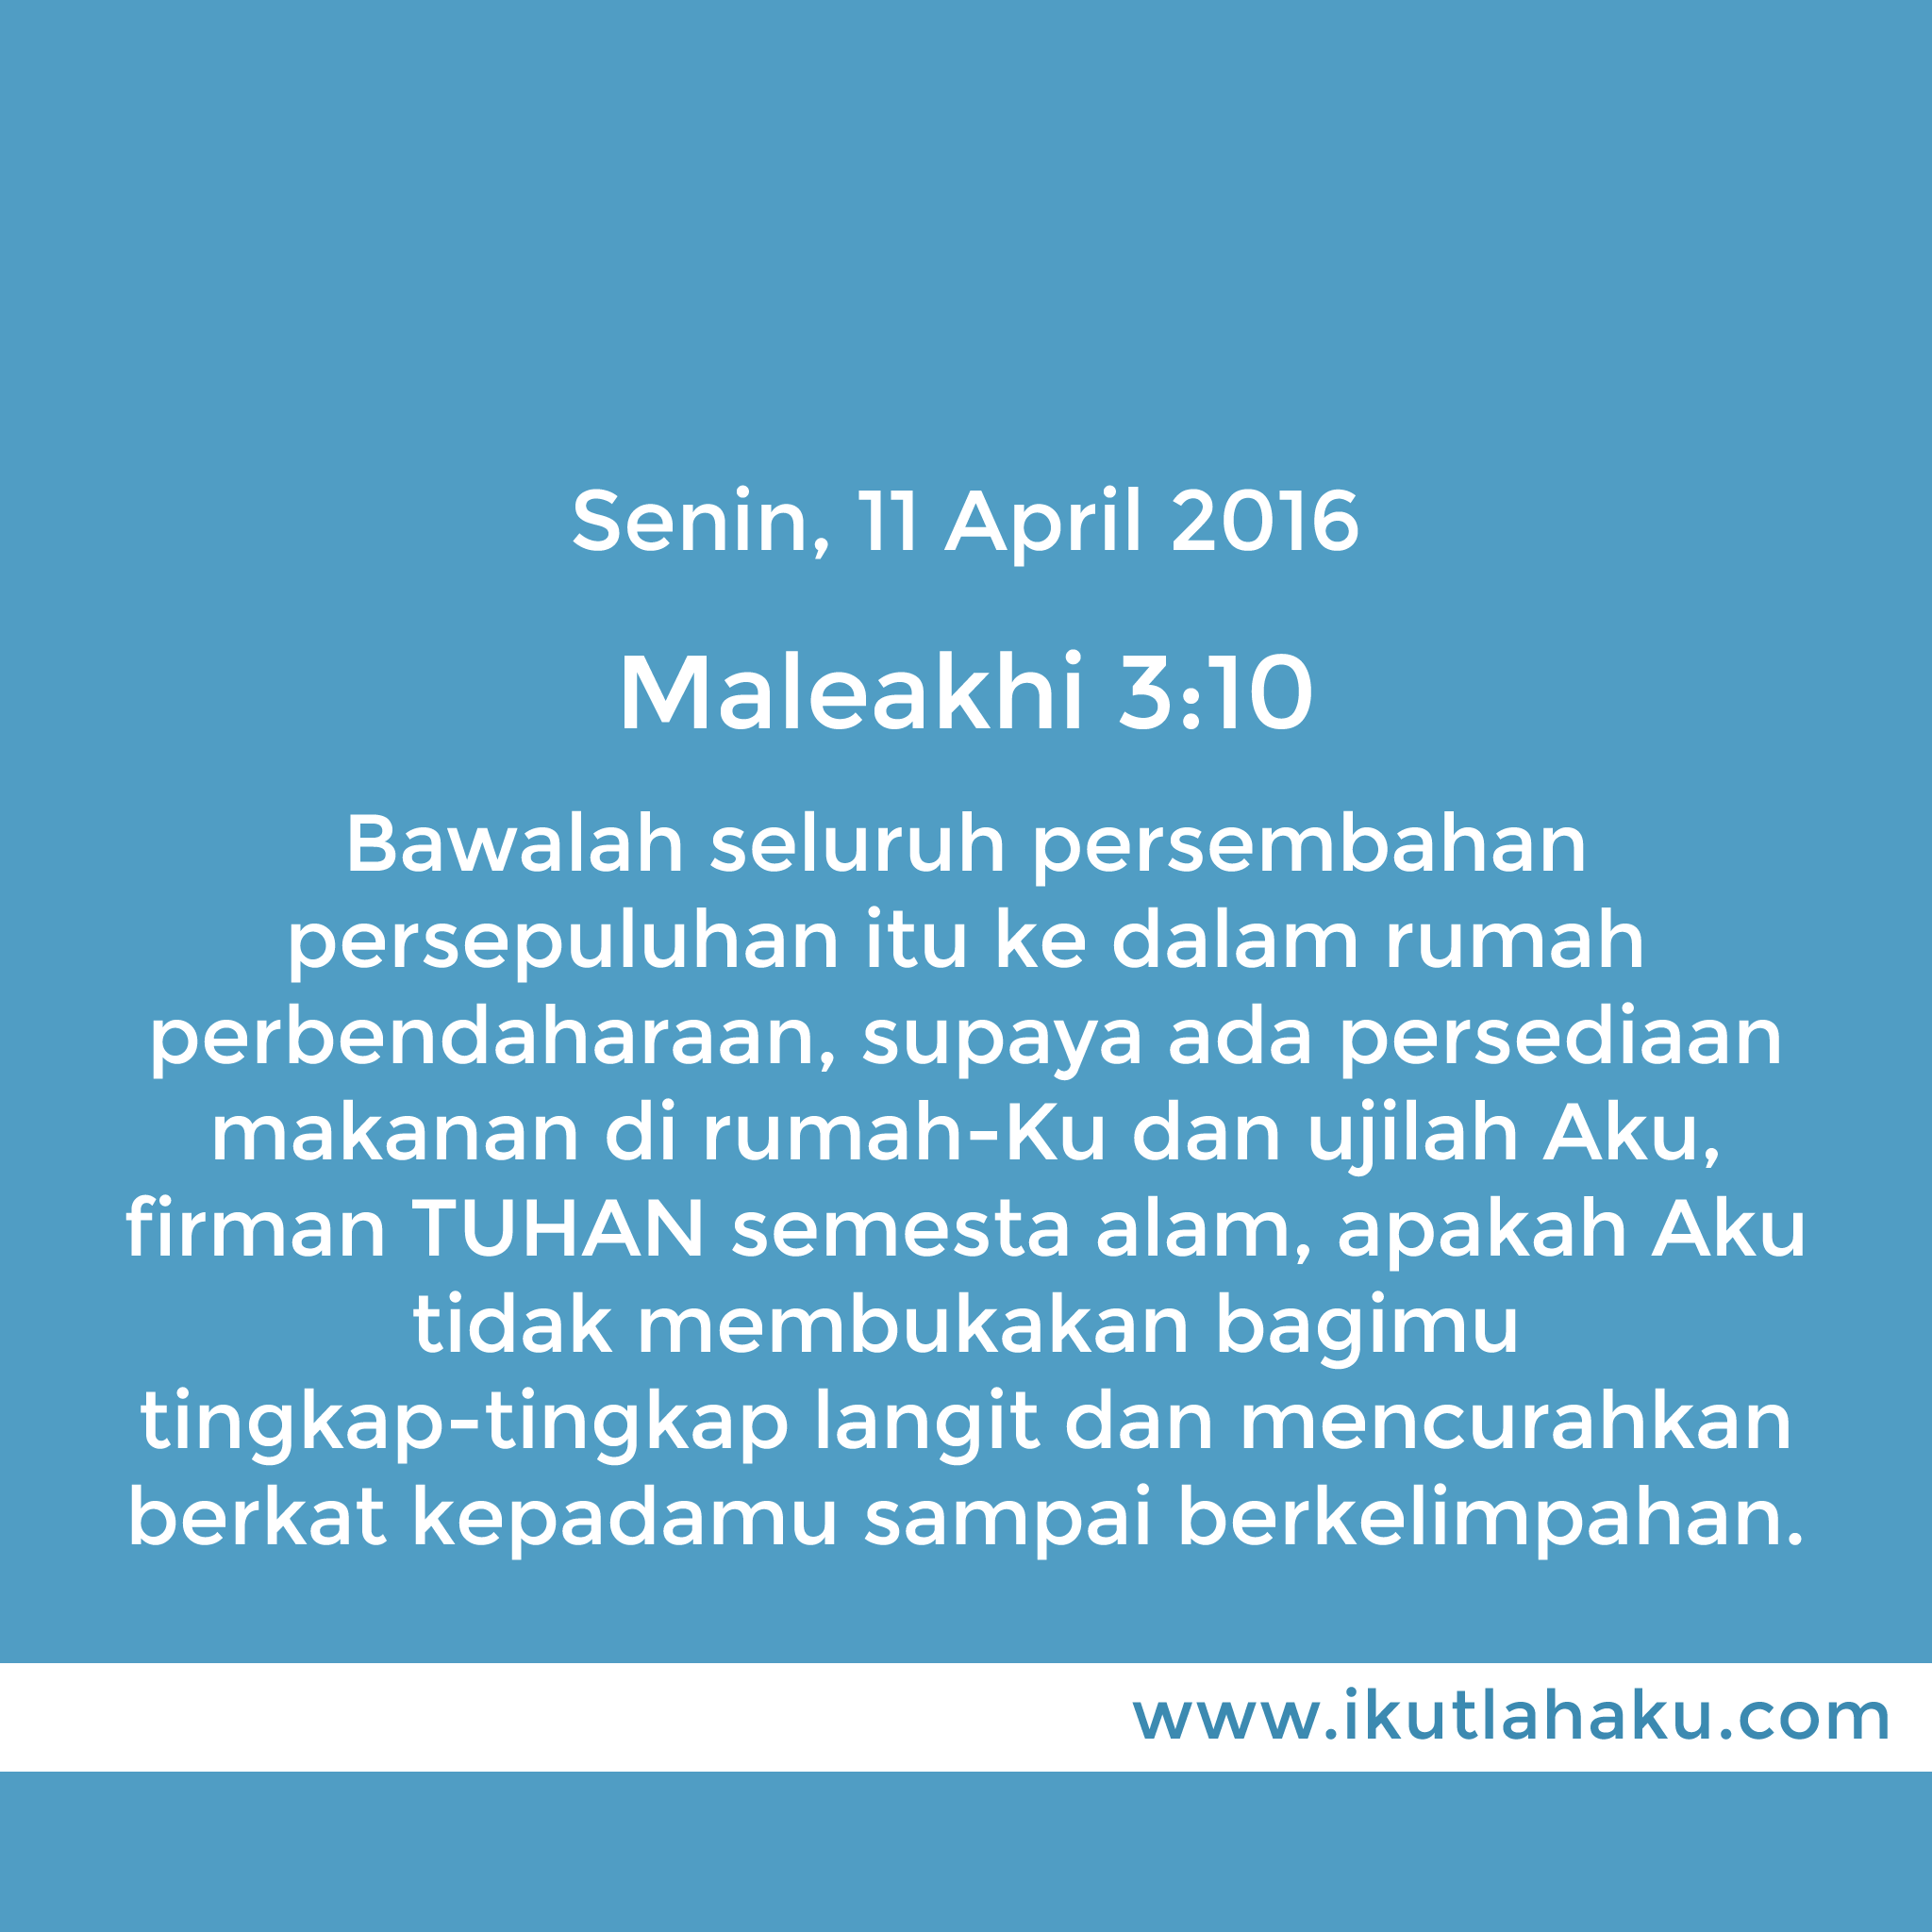 Senin, 11 April 2016
Maleakhi 3:10
Bawalah seluruh persembahan
persepuluhan itu ke dalam rumah
perbendaharaan, supaya ada persediaan
makanan di rumah-Ku dan ujilah Aku,
firman TUHAN semesta alam, apakah Aku
tidak membukakan bagimu
tingkap-tingkap langit dan mencurahkan
berkat kepadamu sampai berkelimpahan.
www.ikutlahaku.com